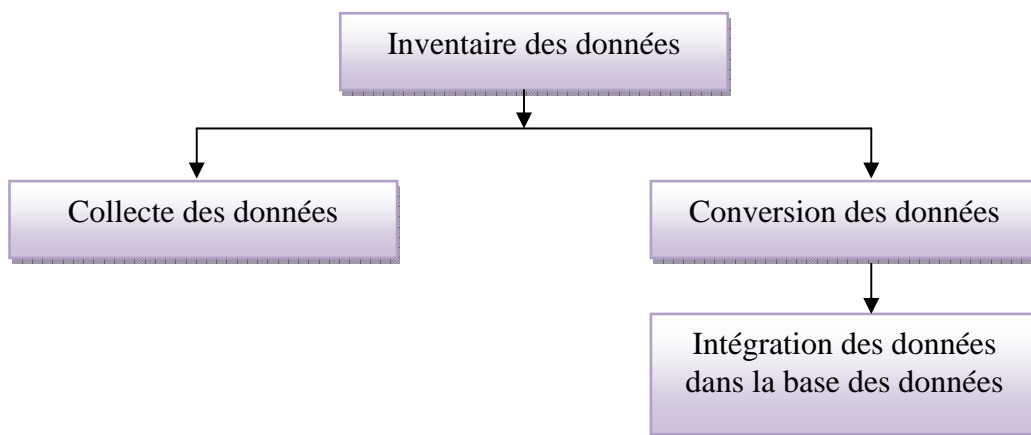 Inventaire des données
Collecte des données
Conversion des données
Intégration des données
dans la base des données